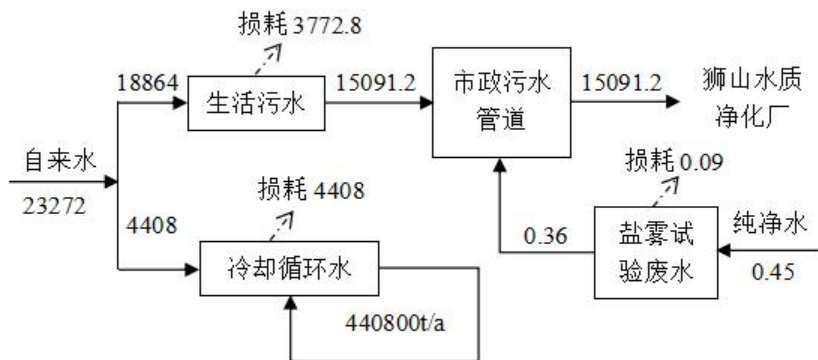 损耗 3772.8
18864
生活污水
15091.2
市政污水
管道
15091.2
狮山水质
净化厂
自来水
23272
损耗 4408
4408
冷却循环水
440800t/a
损耗 0.09
0.36
盐雾试
验废水
纯净水
0.45